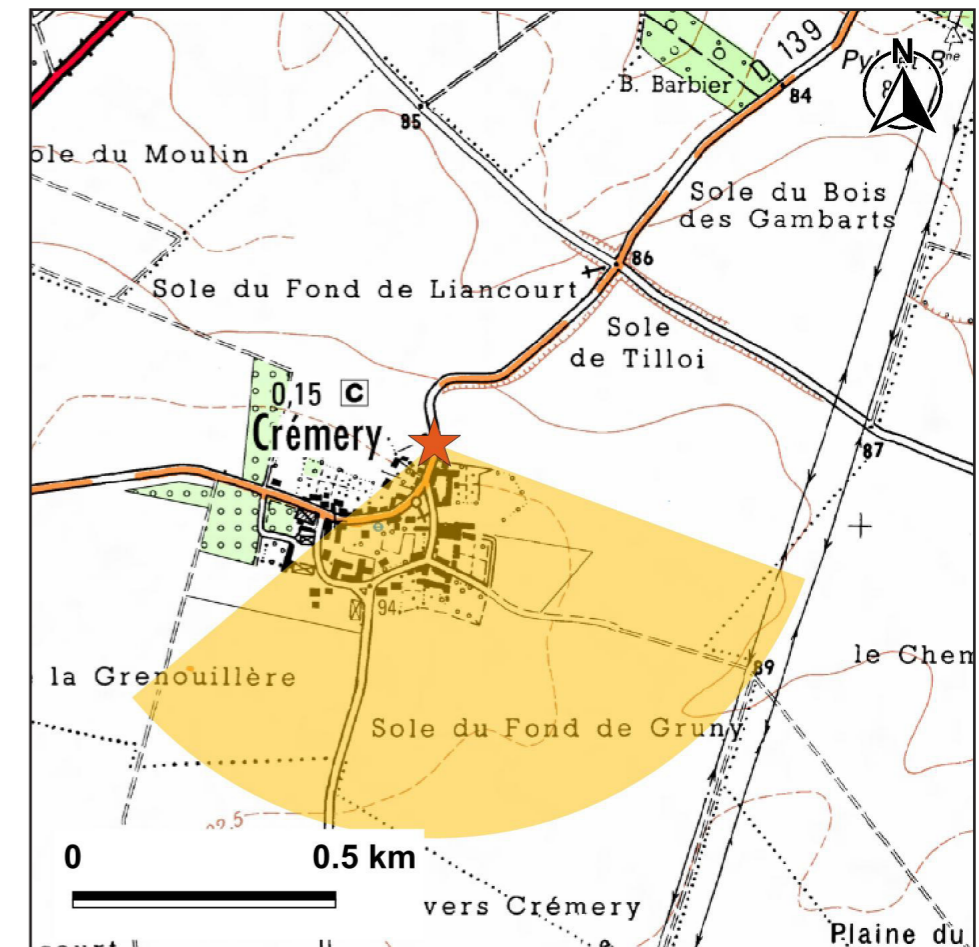 D 139
N
B. Barbier
84
85
ole du Moulin
Sole du Bois
des Gambarts
86
Sole du Fond de Liancourt
Sole
de Tilloi
0,15 C
Crémery
87
94
le Chem
89
la Grenouillère
Sole du Fond de Gruny
0 0.5 km
vers Crémery
Plaine du